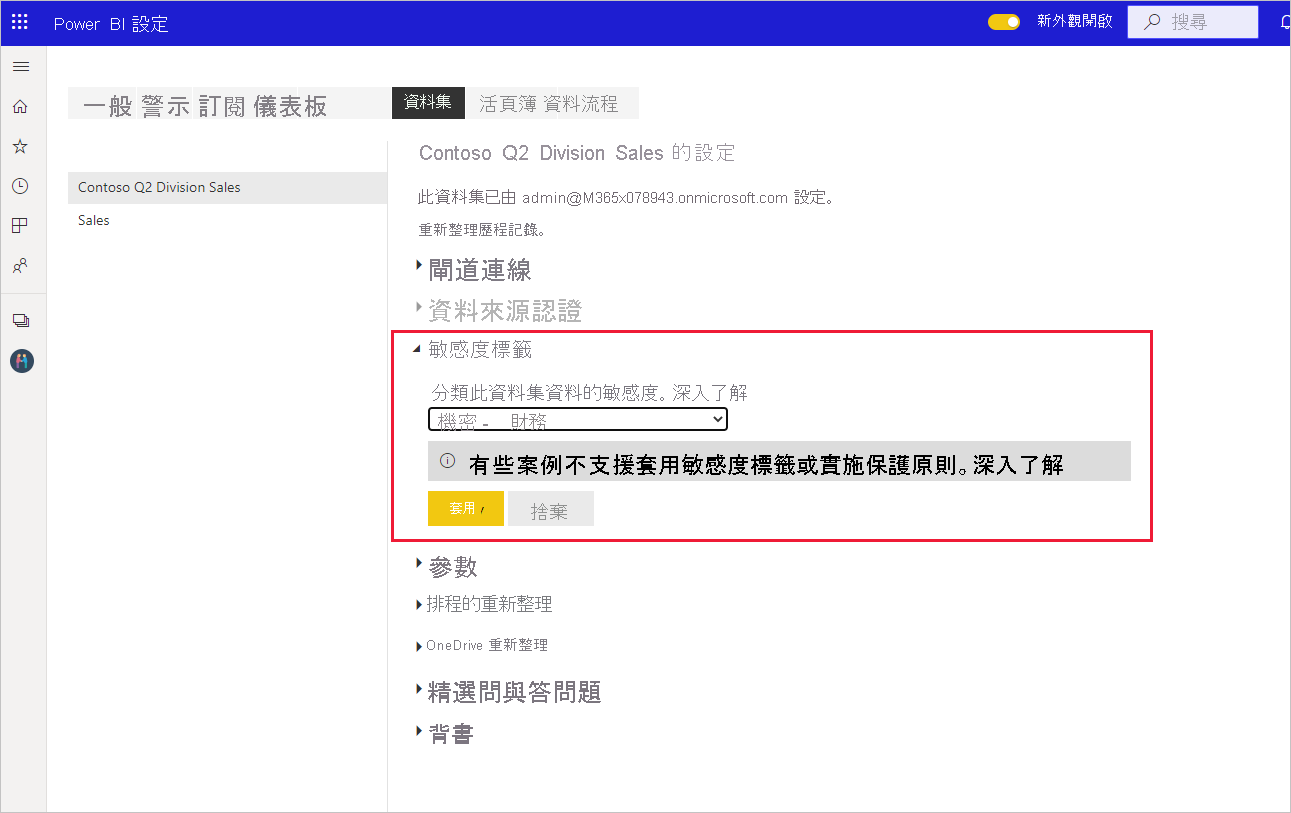 Power BI 設定
新外觀開啟
搜尋
一般 警示 訂閱 儀表板 資料集 活頁簿 資料流程
Contoso Q2 Division Sales
Sales
Contoso Q2 Division Sales 的設定
此資料集已由 admin@M365x078943.onmicrosoft.com 設定。
重新整理歷程記錄。
閘道連線
資料來源認證
敏感度標籤
分類此資料集資料的敏感度。深入了解
機密 - 財務
有些案例不支援套用敏感度標籤或實施保護原則。深入了解
套用
捨棄
參數
排程的重新整理
OneDrive 重新整理
精選問與答問題
背書